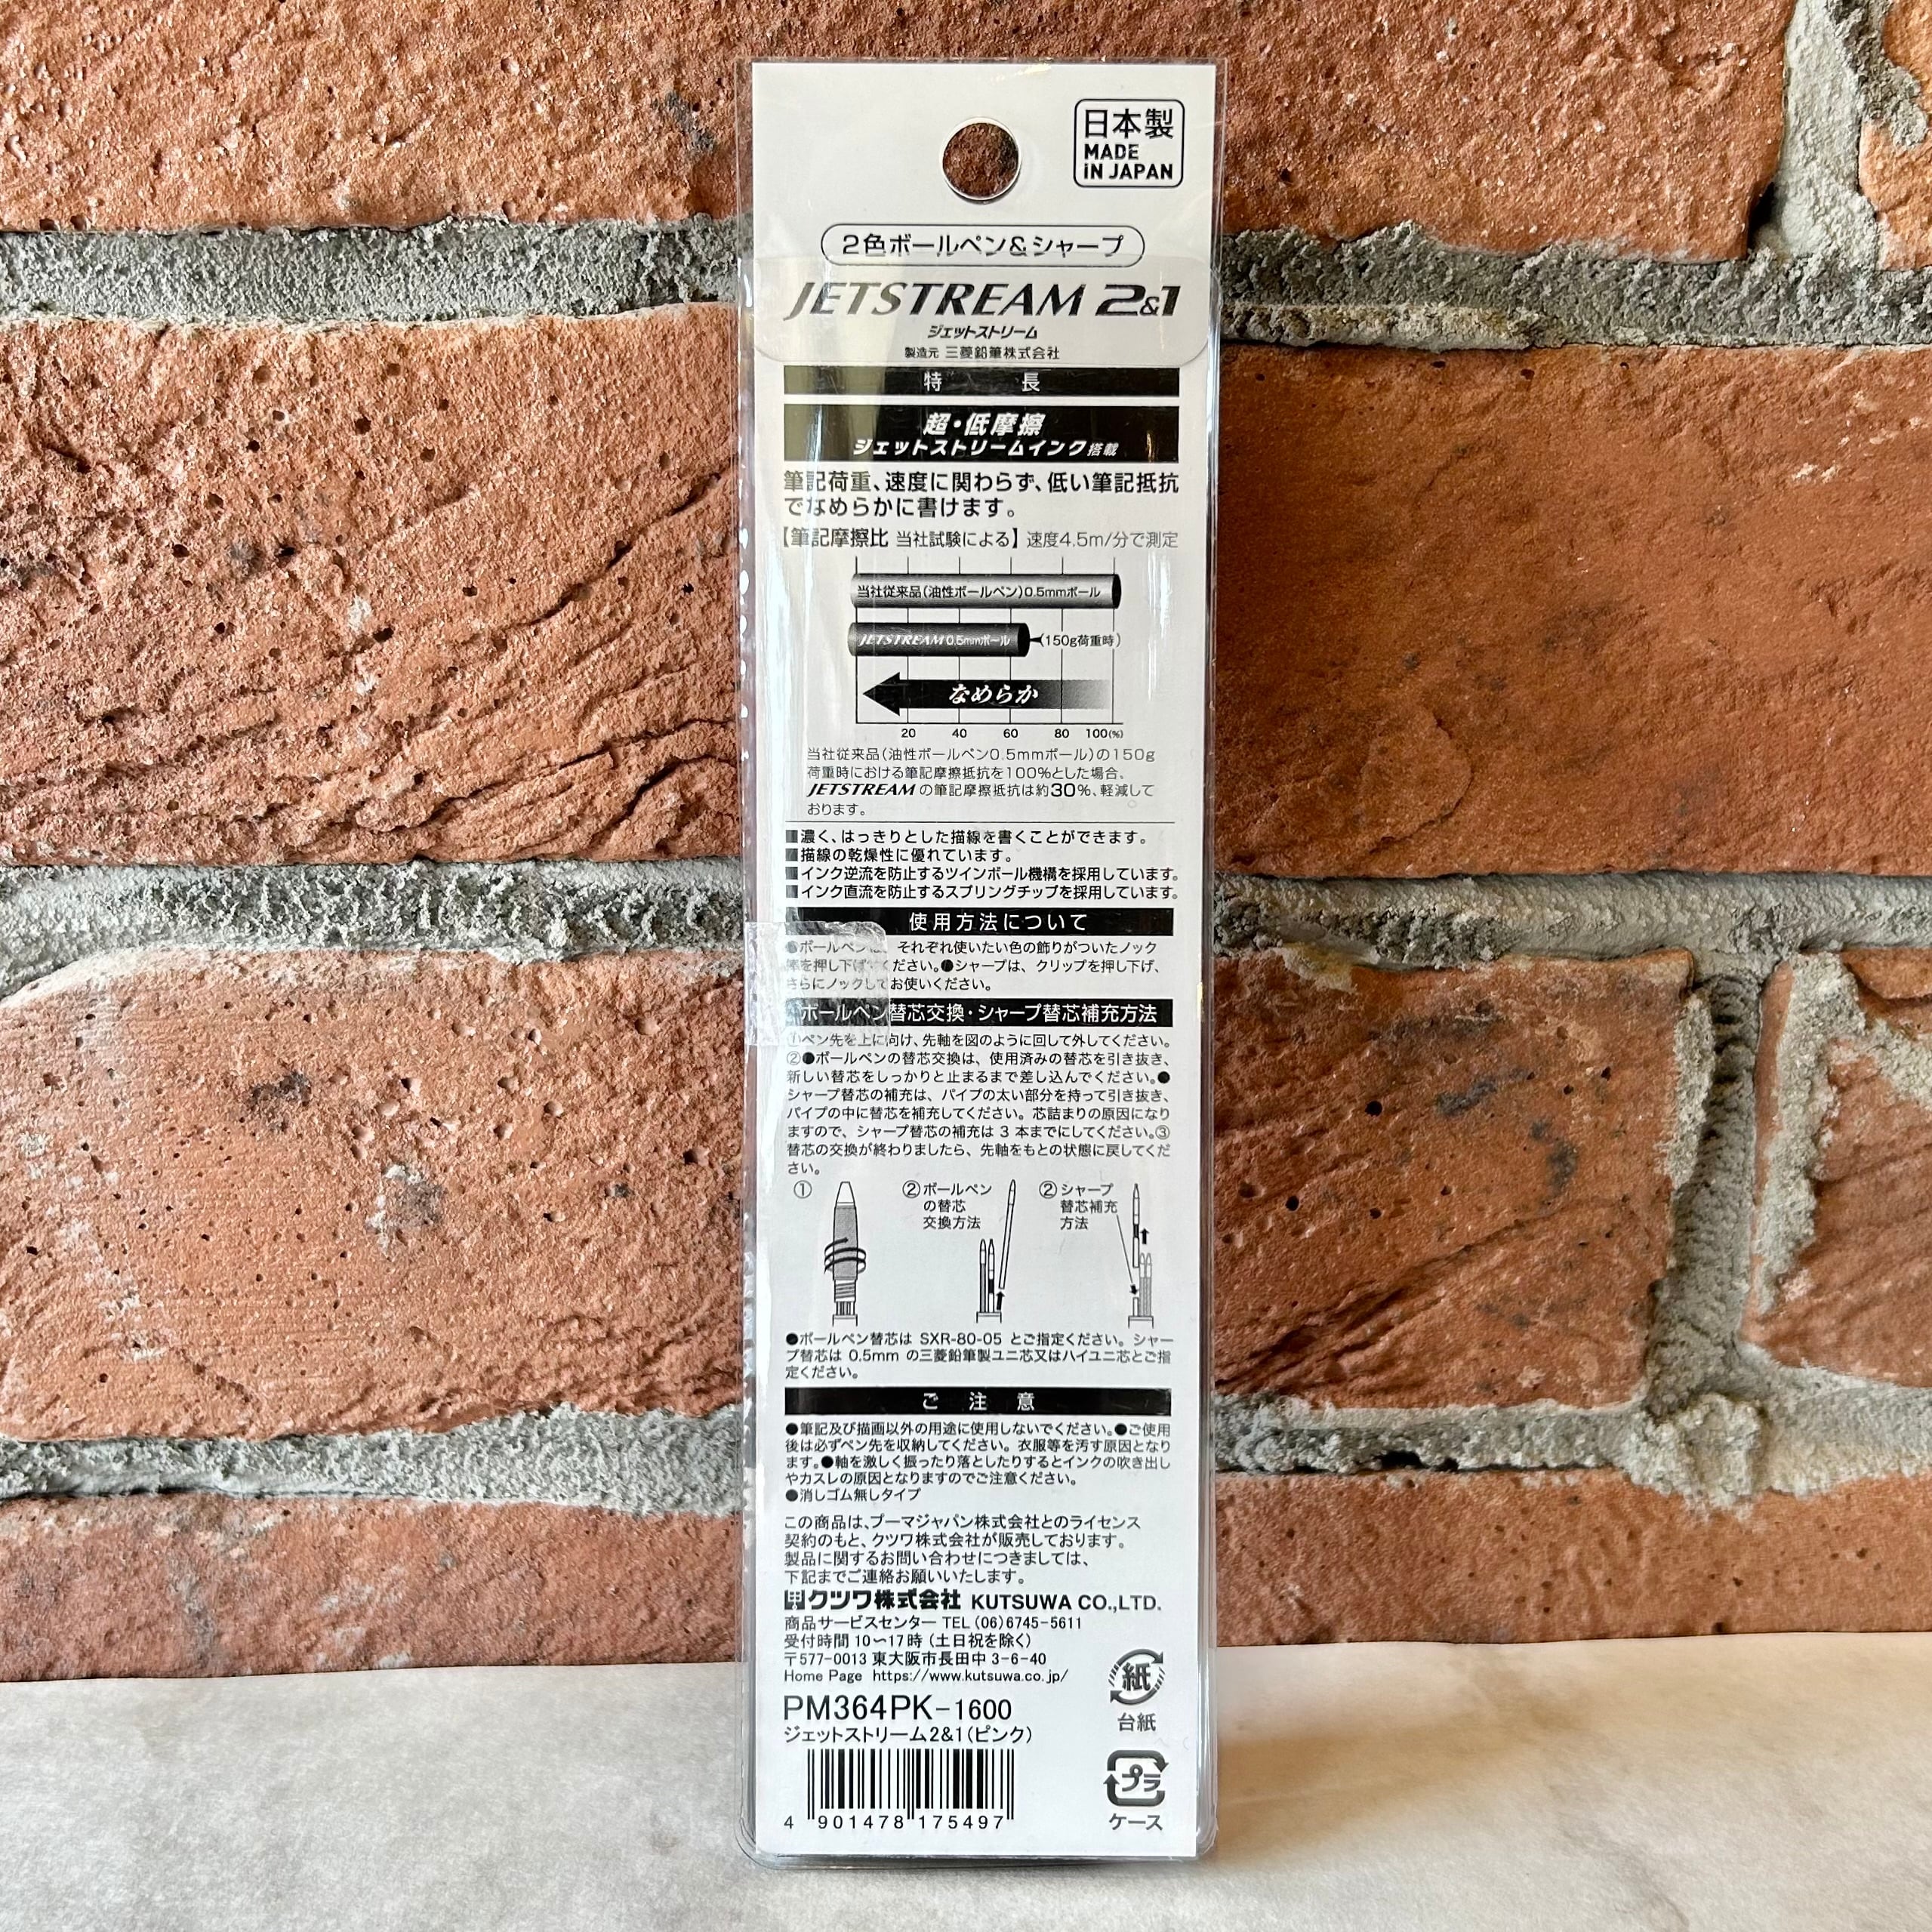 日本製
MADE
IN JAPAN
2色ボールペン&シャープ
JETSTREAM 2&1
ジェットストリーム
製造元 三菱鉛筆株式会社
特 長
超・低摩擦
ジェットストリームインク搭載
筆記荷重、速度に関わらず、低い筆記抵抗
でなめらかに書けます。
【筆記摩擦比 当社試験による】速度4.5m/分で測定
当社従来品(油性ボールペン)0.5mmボール
JETSTREAM 0.5mmボール (150g荷重時)
なめらか
20 40 60 80 100(%)
当社従来品(油性ボールペン0.5mmボール)の150g
荷重時における筆記摩擦抵抗を100%とした場合、
JETSTREAM の筆記摩擦抵抗は約30%、軽減して
おります。
■濃く、はっきりとした描線を書くことができます。
■描線の乾燥性に優れています。
■インク逆流を防止するツインボール機構を採用しています。
■インク直流を防止するスプリングチップを採用しています。
使用方法について
●ボールペンは、それぞれ使いたい色の飾りがついたノック
棒を押し下げてください。●シャープは、クリップを押し下げ、
さらにノックしてお使いください。
ボールペン替芯交換・シャープ替芯補充方法
①ペン先を上に向け、先軸を図のように回して外してください。
②●ボールペンの替芯交換は、使用済みの替芯を引き抜き、
新しい替芯をしっかりと止まるまで差し込んでください。●
シャープ替芯の補充は、パイプの太い部分を持って引き抜き、
パイプの中に替芯を補充してください。芯詰まりの原因になり
ますので、シャープ替芯の補充は 3 本までにしてください。③
替芯の交換が終わりましたら、先軸をもとの状態に戻してくだ
さい。
① ②ボールペン ②シャープ
の替芯 替芯補充
交換方法 方法
●ボールペン替芯は SXR-80-05 とご指定ください。シャー
プ替芯は 0.5mm の三菱鉛筆製ユニ芯又はハイユニ芯とご指
定ください。
ご 注 意
●筆記及び描画以外の用途に使用しないでください。●ご使用
後は必ずペン先を収納してください。衣服等を汚す原因となり
ます。●軸を激しく振ったり落としたりするとインクの吹き出し
やカスレの原因となりますのでご注意ください。
●消しゴム無しタイプ
この商品は、プーマジャパン株式会社とのライセンス
契約のもと、クツワ株式会社が販売しております。
製品に関するお問い合わせにつきましては、
下記までご連絡お願いいたします。
クツワ株式会社 KUTSUWA CO.,LTD.
商品サービスセンター TEL (06)6745-5611
受付時間 10〜17時 (土日祝を除く)
〒577-0013 東大阪市長田中 3-6-40
Home Page https://www.kutsuwa.co.jp/
紙
台紙
PM364PK-1600
ジェットストリーム2&1(ピンク)
プラ
ケース
4 901478 175497